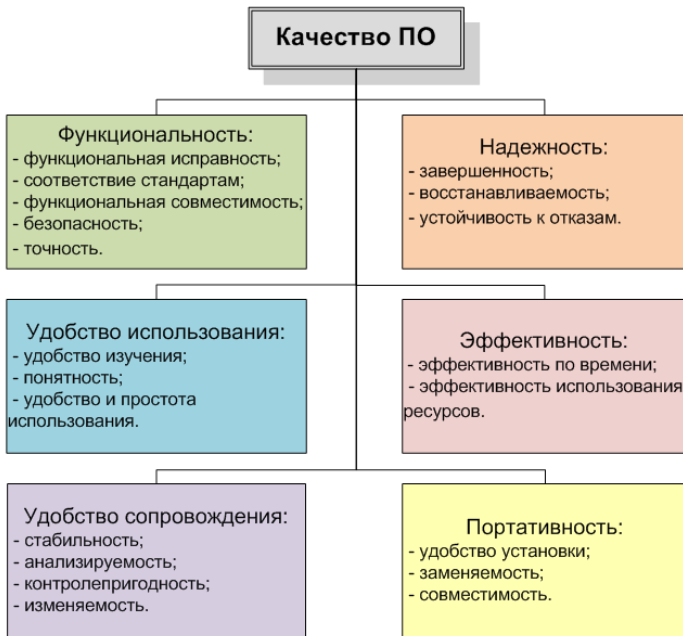 Качество ПО
Функциональность:
- функциональная исправность;
- соответствие стандартам;
- функциональная совместимость;
- безопасность;
- точность.
Надежность:
- завершенность;
- восстанавливаемость;
- устойчивость к отказам.
Удобство использования:
- удобство изучения;
- понятность;
- удобство и простота
использования.
Эффективность:
- эффективность по времени;
- эффективность использования
ресурсов.
Удобство сопровождения:
- стабильность;
- анализируемость;
- контролепригодность;
- изменяемость.
Портативность:
- удобство установки;
- заменяемость;
- совместимость.